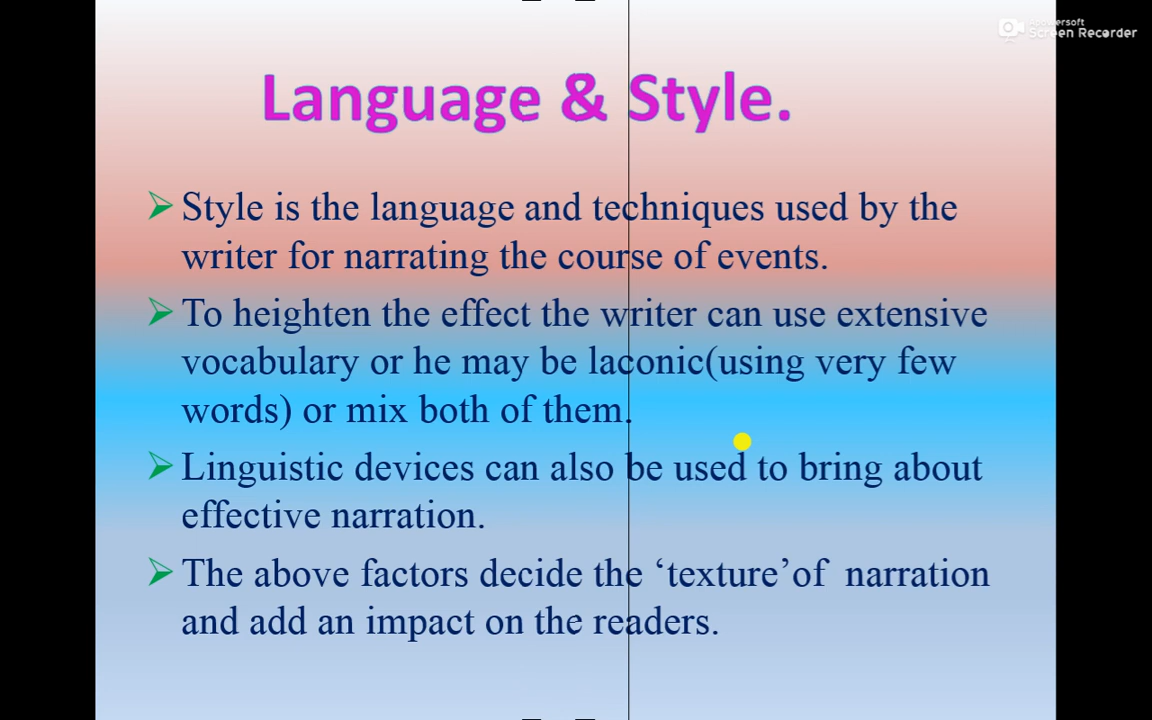 Apowersoft
Screen Recorder
Language & Style.
Style is the language and techniques used by the
writer for narrating the course of events.
To heighten the effect the writer can use extensive
vocabulary or he may be laconic(using very few
words) or mix both of them.
Linguistic devices can also be used to bring about
effective narration.
The above factors decide the ‘texture’of  narration
and add an impact on the readers.